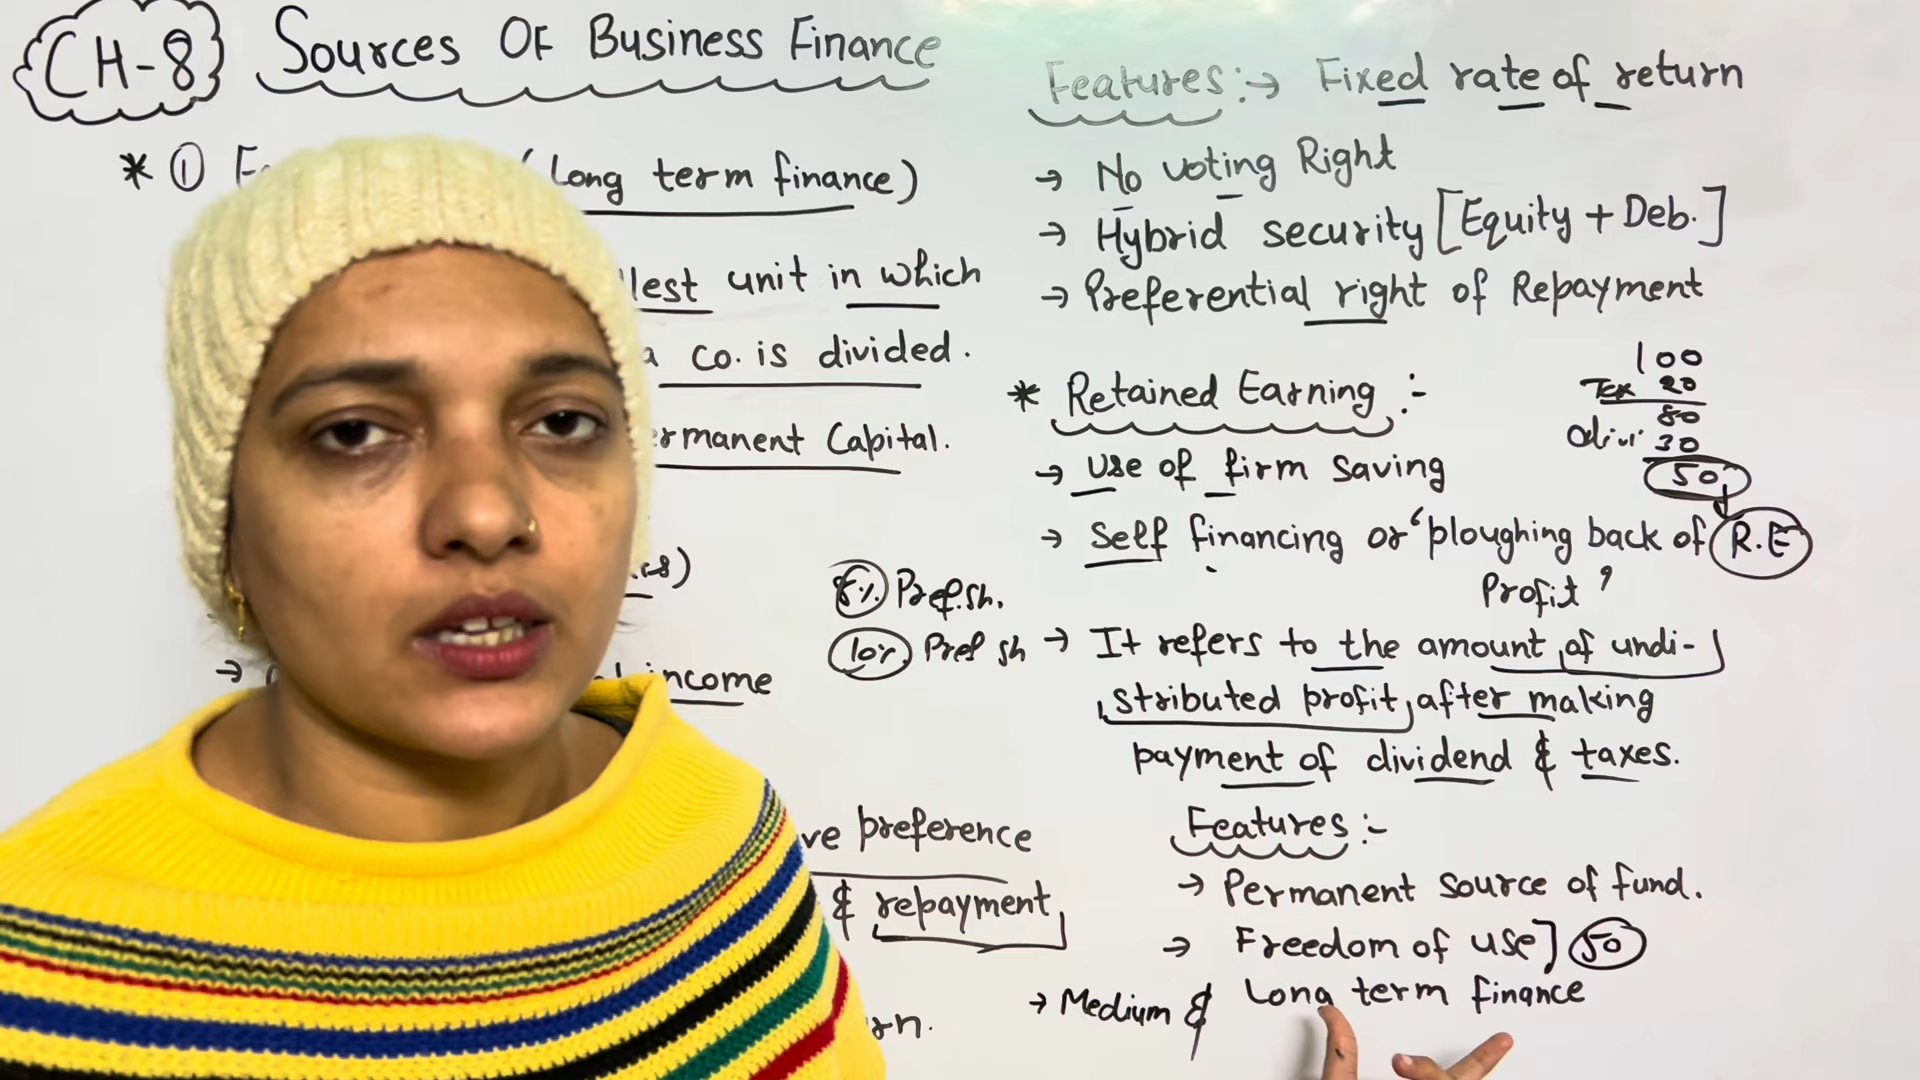 CH-8 Sources Of Business Finance
* ① (Long term finance)
unit in which
a co. is divided.
Capital.
income
preference
& repayment
8% Pref.sh.
10% Pref sh
Features :→ Fixed rate of return
→ No voting Right
→ Hybrid security [Equity + Deb.]
→ Preferential right of Repayment
* Retained Earning :-
→ Use of firm saving
→ Self financing or 'ploughing back of
Profit'
→ It refers to the amount of undi-
stributed profit after making
payment of dividend & taxes.
100
Tax 20
80
30
50
R.E
Features :-
→ Permanent source of fund.
→ Freedom of use] 50
→ Medium & Long term finance